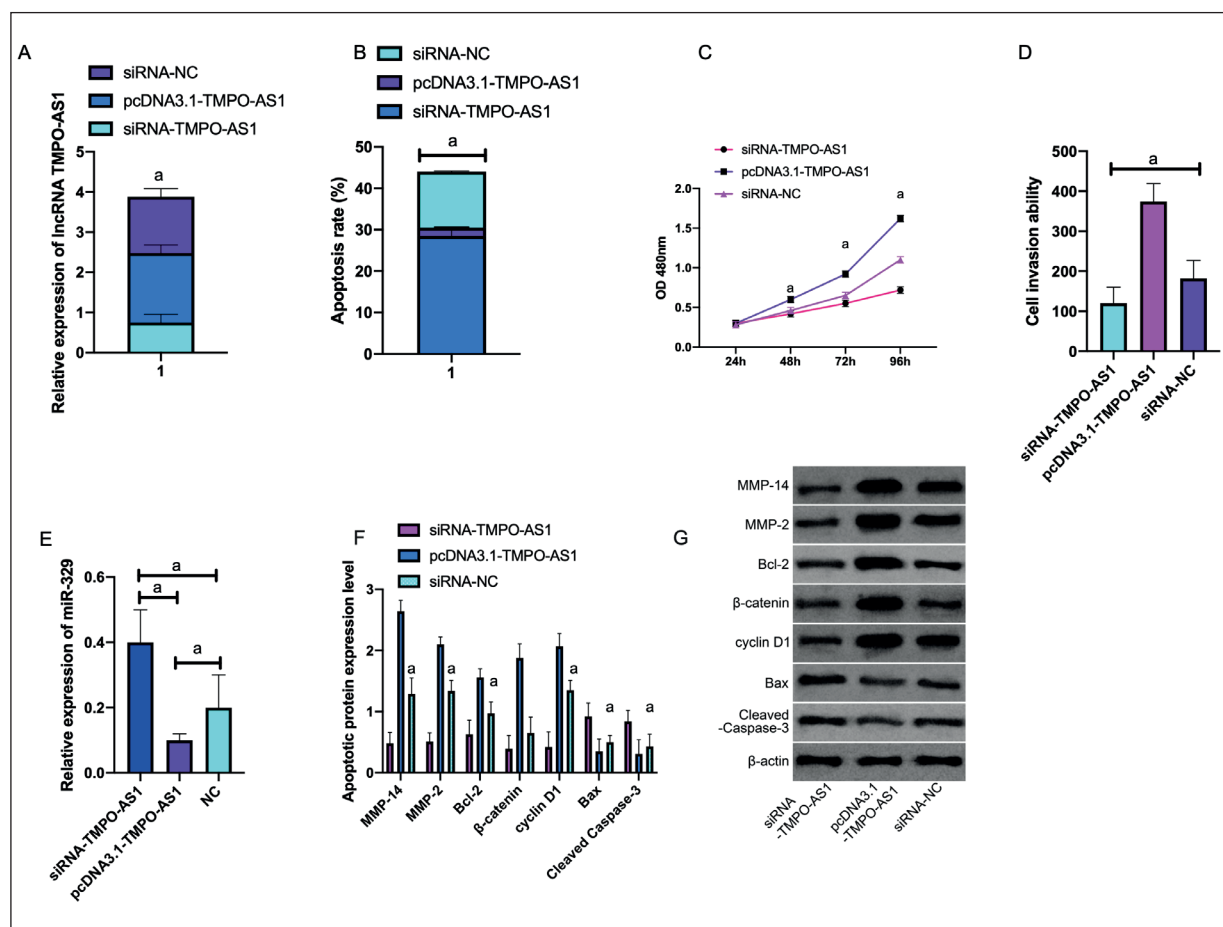 A
siRNA-NC
pcDNA3.1-TMPO-AS1
siRNA-TMPO-AS1
Relative expression of lncRNA TMPO-AS1
5
4
3
2
1
0
a
1
B
siRNA-NC
pcDNA3.1-TMPO-AS1
siRNA-TMPO-AS1
Apoptosis rate (%)
50
40
30
20
10
0
a
1
C
siRNA-TMPO-AS1
pcDNA3.1-TMPO-AS1
siRNA-NC
OD 480nm
2.0
1.5
1.0
0.5
0.0
a
a
a
24h
48h
72h
96h
D
Cell invasion ability
500
400
300
200
100
0
a
siRNA-TMPO-AS1
pcDNA3.1-TMPO-AS1
siRNA-NC
E
Relative expression of miR-329
0.6
0.4
0.2
0.0
a
a
a
siRNA-TMPO-AS1
pcDNA3.1-TMPO-AS1
NC
F
siRNA-TMPO-AS1
pcDNA3.1-TMPO-AS1
siRNA-NC
Apoptotic protein expression level
3
2
1
0
a
a
a
a
a
a
MMP-14
MMP-2
Bcl-2
β-catenin
cyclin D1
Bax
Cleaved Caspase-3
G
MMP-14
MMP-2
Bcl-2
β-catenin
cyclin D1
Bax
Cleaved
-Caspase-3
β-actin
siRNA
-TMPO-AS1
pcDNA3.1
-TMPO-AS1
siRNA-NC